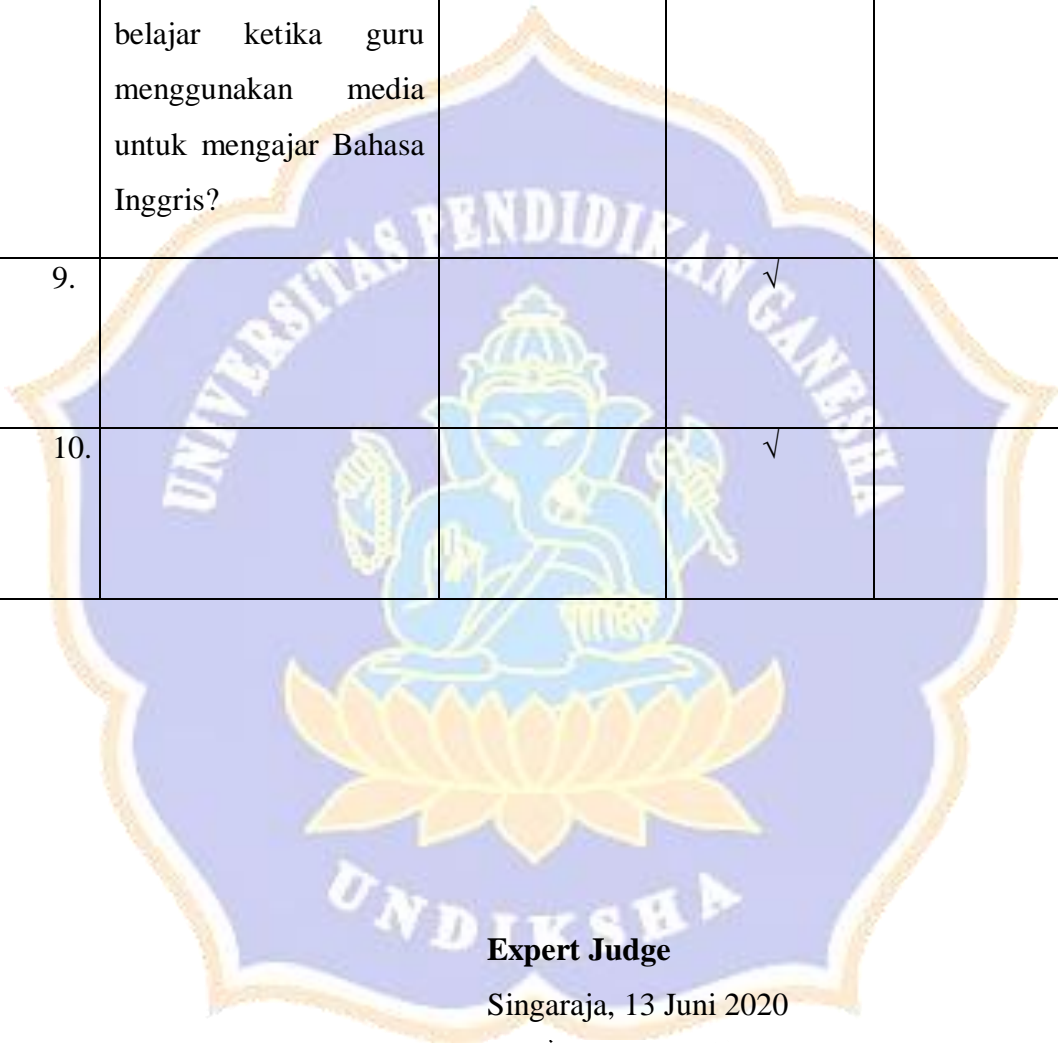 belajar ketika guru
menggunakan media
untuk mengajar Bahasa
Inggris?
UNIVERSITAS PENDIDIKAN GANESHA
9. √
10. √
UNDIKSHA
Expert Judge
Singaraja, 13 Juni 2020